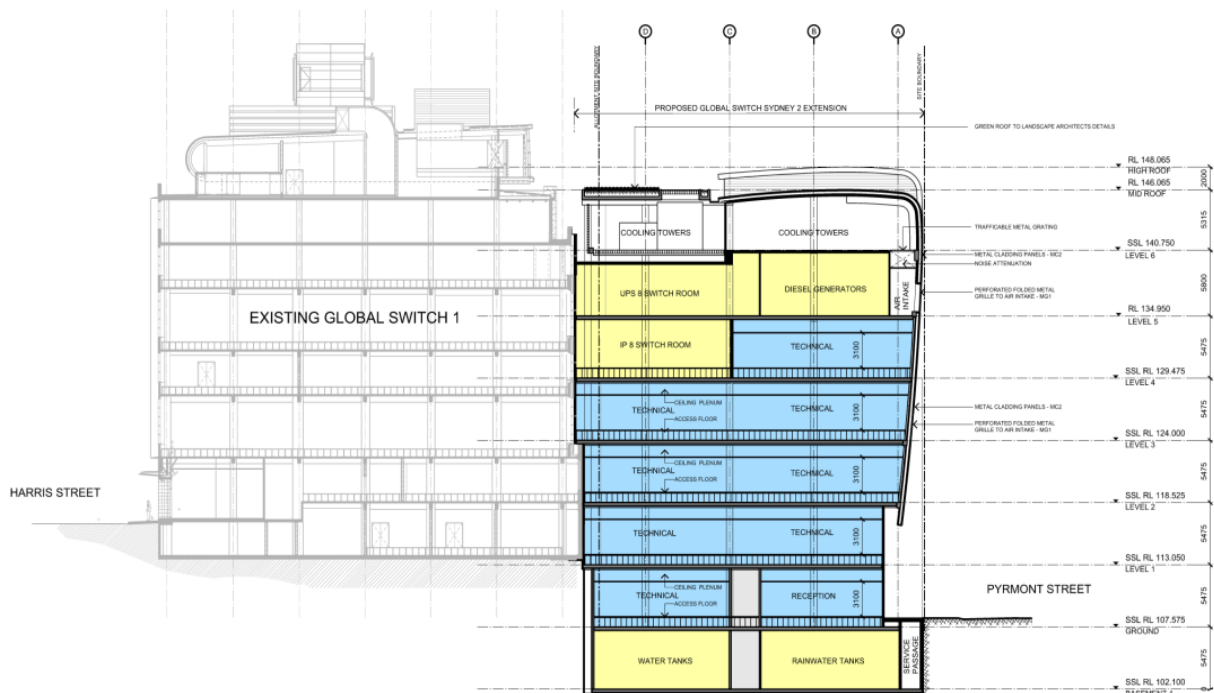 D
C
B
A
ALLOTMENT SITE BOUNDARY
SITE BOUNDARY
PROPOSED GLOBAL SWITCH SYDNEY 2 EXTENSION
GREEN ROOF TO LANDSCAPE ARCHITECTS DETAILS
RL 148.065
HIGH ROOF
2000
RL 146.065
MID ROOF
5315
COOLING TOWERS
COOLING TOWERS
TRAFFICABLE METAL GRATING
SSL 140.750
LEVEL 6
METAL CLADDING PANELS - MC2
NOISE ATTENUATION
5800
UPS 8 SWITCH ROOM
DIESEL GENERATORS
AIR
INTAKE
PERFORATED FOLDED METAL
GRILLE TO AIR INTAKE - MG1
EXISTING GLOBAL SWITCH 1
RL 134.950
LEVEL 5
IP 8 SWITCH ROOM
TECHNICAL
3100
5475
SSL RL 129.475
LEVEL 4
CEILING PLENUM
TECHNICAL
ACCESS FLOOR
TECHNICAL
3100
METAL CLADDING PANELS - MC2
PERFORATED FOLDED METAL
GRILLE TO AIR INTAKE - MG1
5475
SSL RL 124.000
LEVEL 3
CEILING PLENUM
TECHNICAL
ACCESS FLOOR
TECHNICAL
3100
5475
HARRIS STREET
SSL RL 118.525
LEVEL 2
TECHNICAL
TECHNICAL
3100
5475
SSL RL 113.050
LEVEL 1
CEILING PLENUM
TECHNICAL
ACCESS FLOOR
RECEPTION
3100
PYRMONT STREET
5475
SSL RL 107.575
GROUND
WATER TANKS
RAINWATER TANKS
SERVICE
PASSAGE
5475
SSL RL 102.100
BASEMENT 1